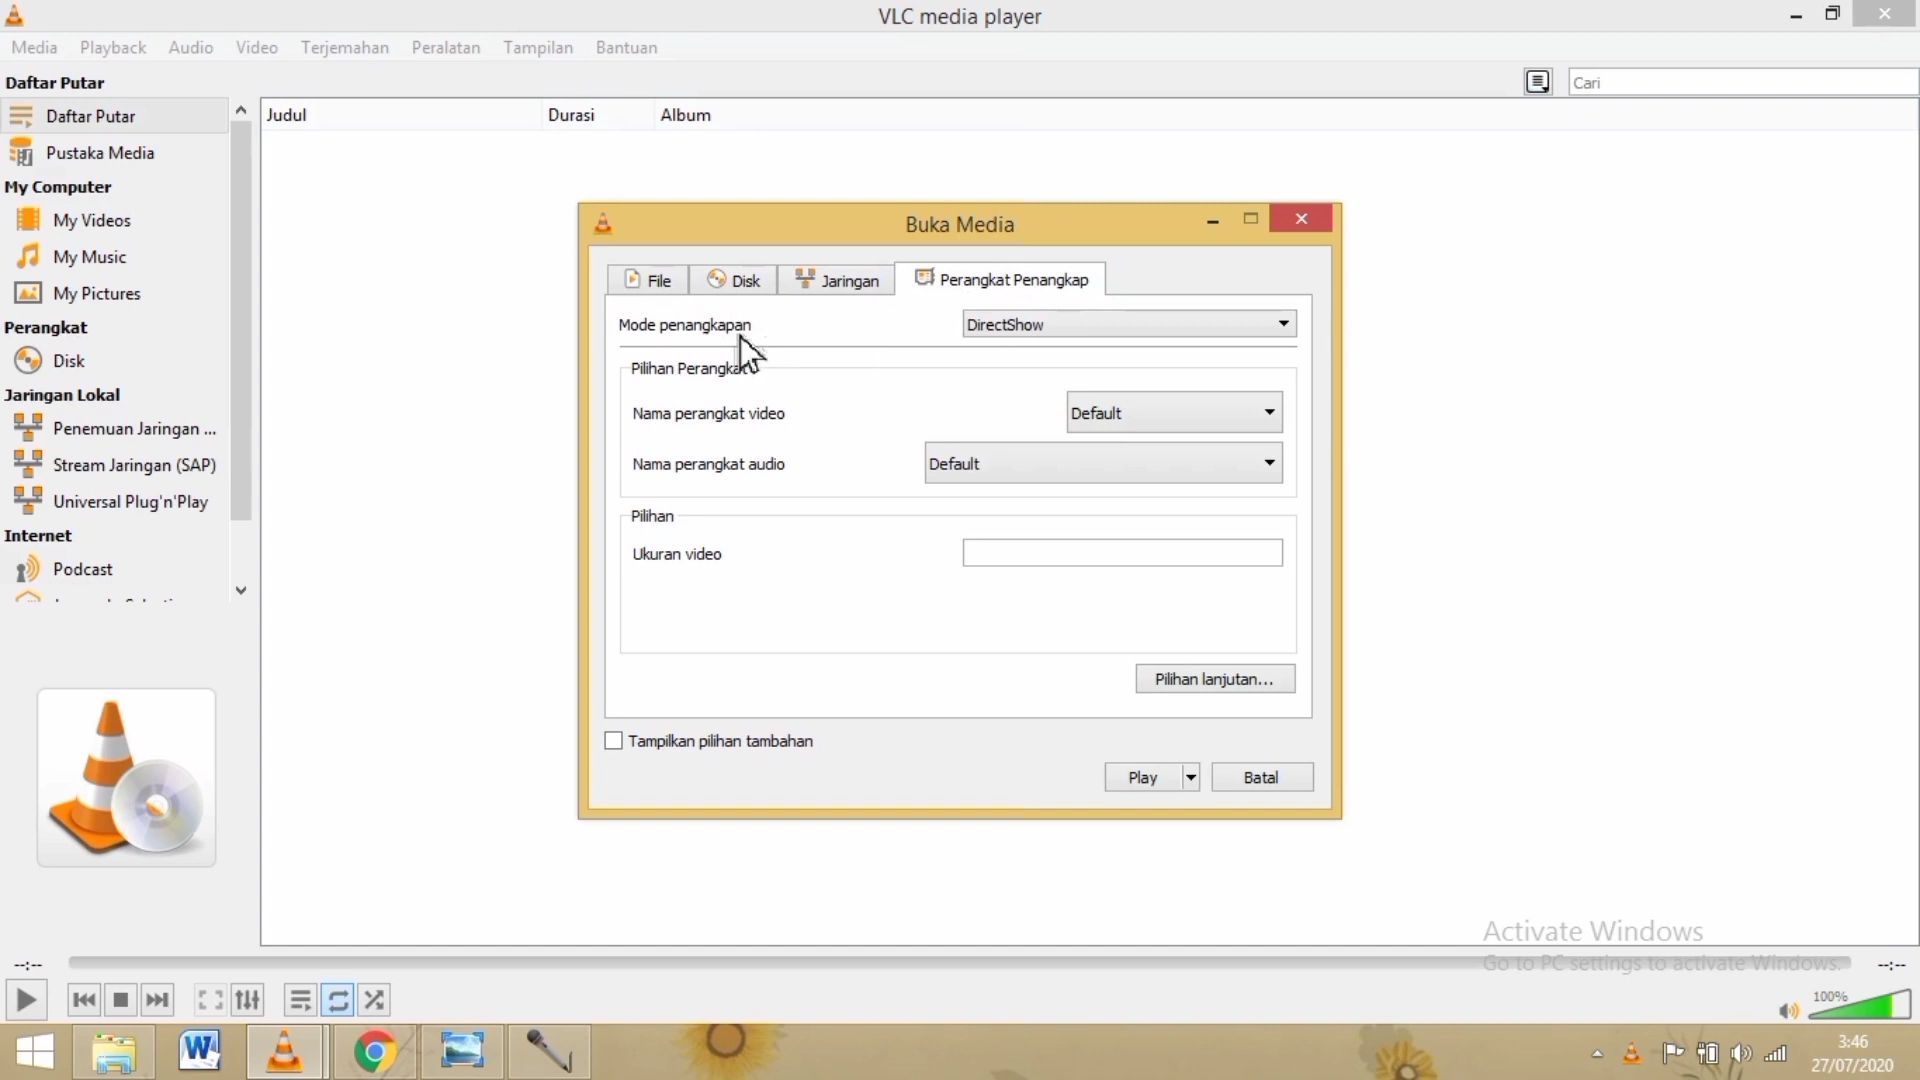 VLC media player
Media Playback Audio Video Terjemahan Peralatan Tampilan Bantuan
Daftar Putar
Cari
Daftar Putar
Pustaka Media
My Computer
My Videos
My Music
My Pictures
Perangkat
Disk
Jaringan Lokal
Penemuan Jaringan ...
Stream Jaringan (SAP)
Universal Plug'n'Play
Internet
Podcast
Judul Durasi Album
Buka Media
File Disk Jaringan Perangkat Penangkap
Mode penangkapan DirectShow
Pilihan Perangkat
Nama perangkat video Default
Nama perangkat audio Default
Pilihan
Ukuran video
Pilihan lanjutan...
Tampilkan pilihan tambahan
Play Batal
Activate Windows
Go to PC settings to activate Windows.
--:-- --:--
100%
3:46
27/07/2020